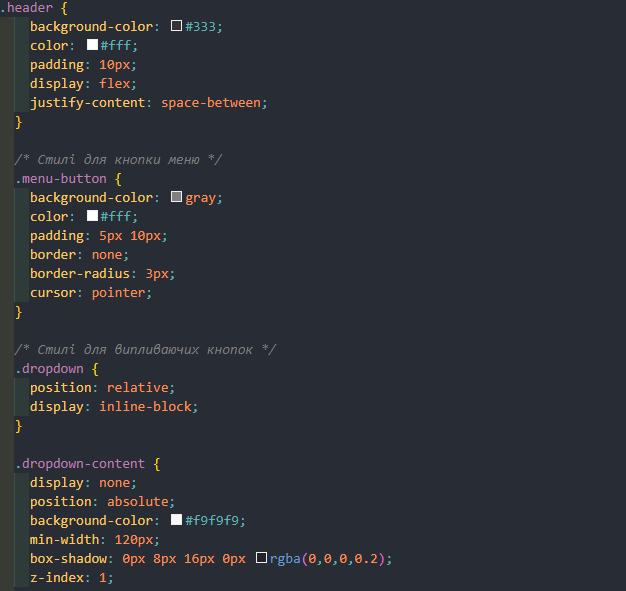 .header {
background-color: #333;
color: #fff;
padding: 10px;
display: flex;
justify-content: space-between;
}
/* Стилі для кнопки меню */
.menu-button {
background-color: gray;
color: #fff;
padding: 5px 10px;
border: none;
border-radius: 3px;
cursor: pointer;
}
/* Стилі для випливаючих кнопок */
.dropdown {
position: relative;
display: inline-block;
}
.dropdown-content {
display: none;
position: absolute;
background-color: #f9f9f9;
min-width: 120px;
box-shadow: 0px 8px 16px 0px rgba(0,0,0,0.2);
z-index: 1;